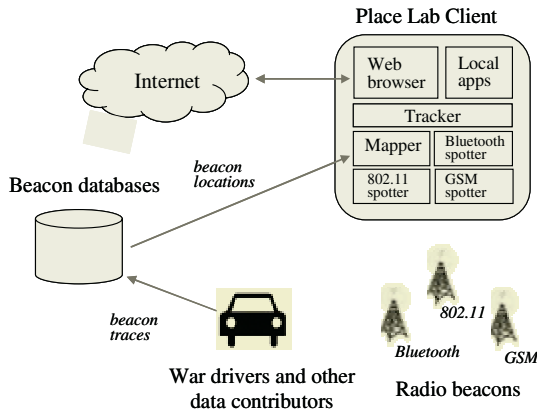 Place Lab Client
Internet
Web
browser
Local
apps
Tracker
Mapper
Bluetooth
spotter
802.11
spotter
GSM
spotter
beacon
locations
Beacon databases
beacon
traces
802.11
Bluetooth
GSM
War drivers and other
data contributors
Radio beacons